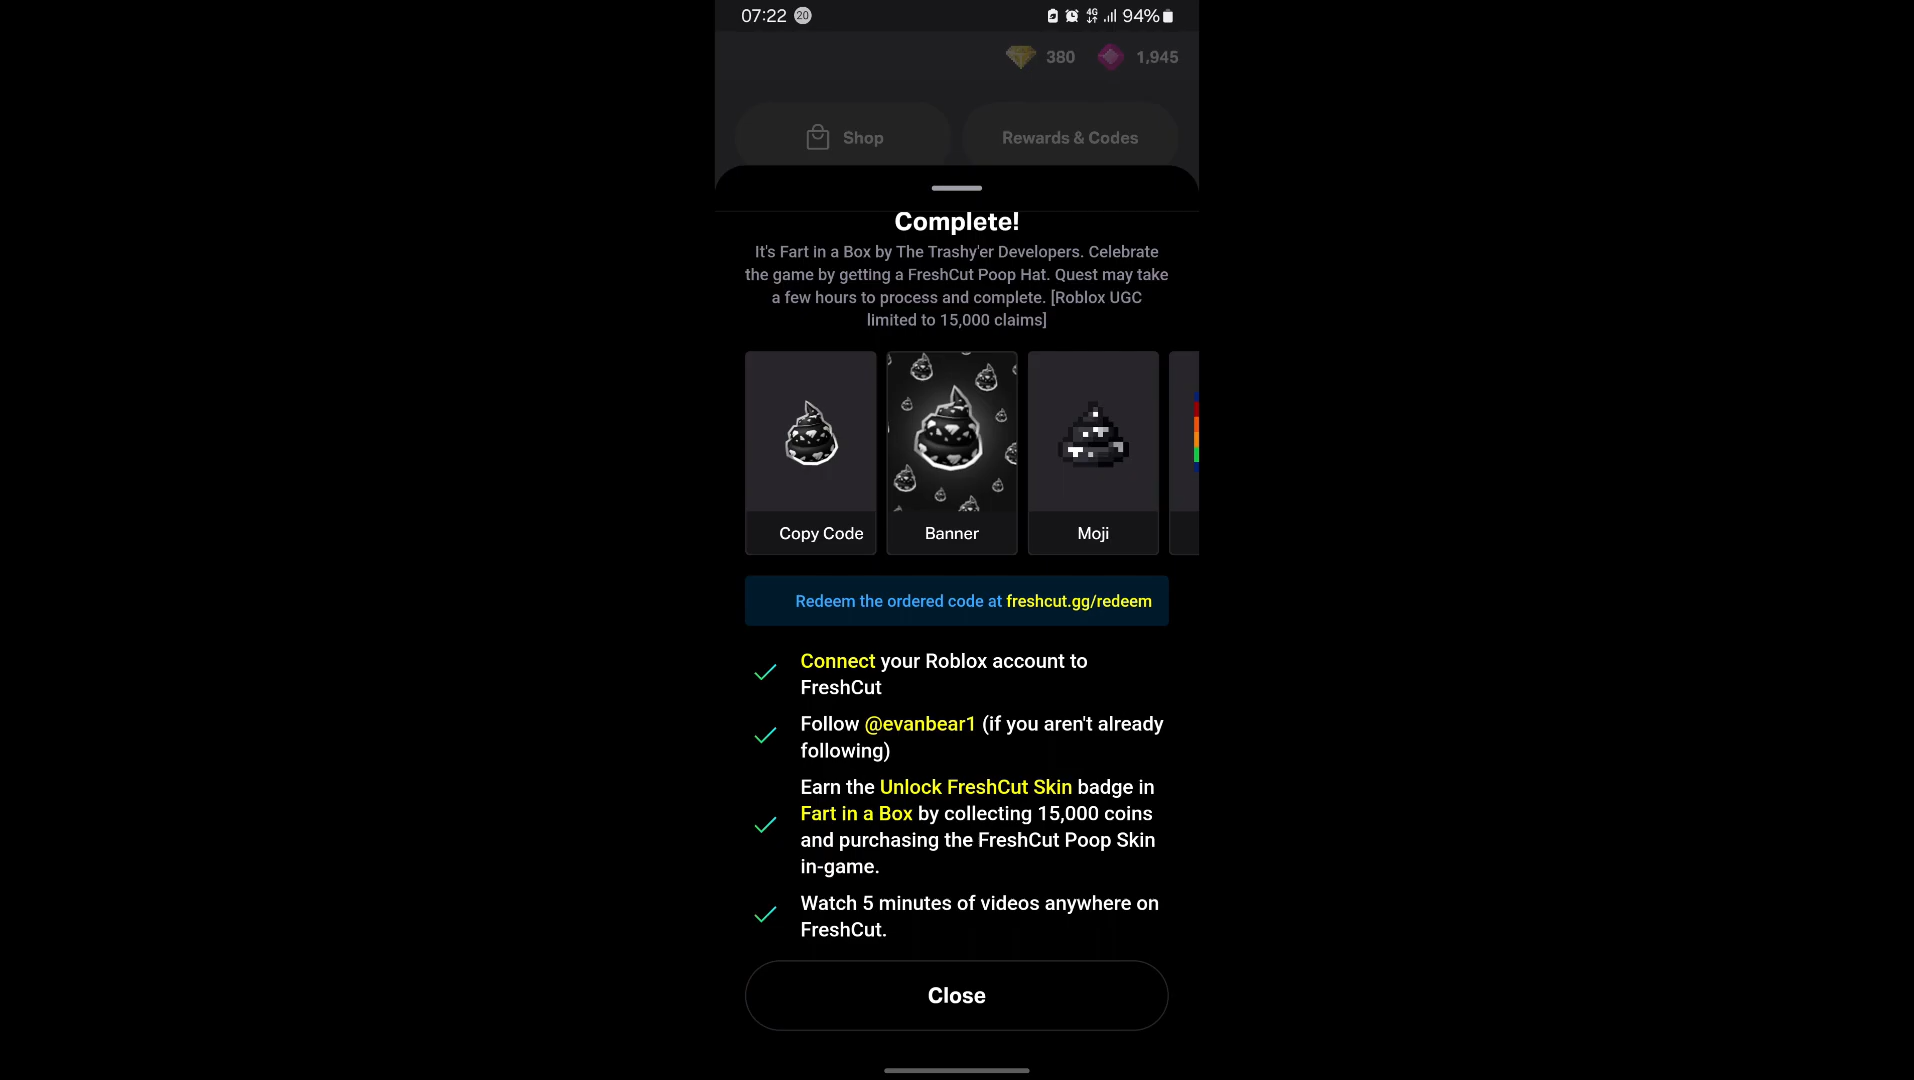 07:22 20 4G 94%
380 1,945
Shop Rewards & Codes
Complete!
It's Fart in a Box by The Trashy'er Developers. Celebrate
the game by getting a FreshCut Poop Hat. Quest may take
a few hours to process and complete. [Roblox UGC
limited to 15,000 claims]
Copy Code Banner Moji
Redeem the ordered code at freshcut.gg/redeem
Connect your Roblox account to
FreshCut
Follow @evanbear1 (if you aren't already
following)
Earn the Unlock FreshCut Skin badge in
Fart in a Box by collecting 15,000 coins
and purchasing the FreshCut Poop Skin
in-game.
Watch 5 minutes of videos anywhere on
FreshCut.
Close